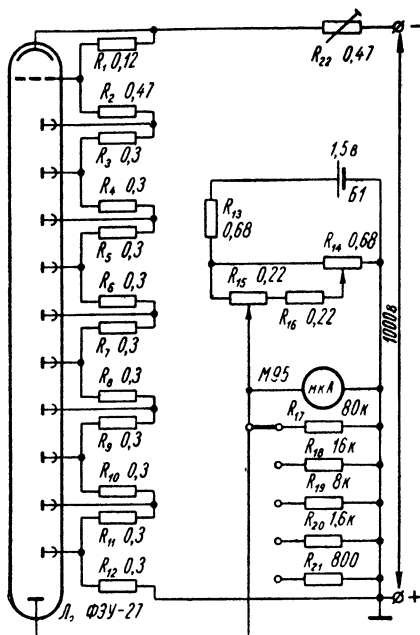 R₁ 0,12
R₂ 0,47
R₃ 0,3
R₄ 0,3
R₅ 0,3
R₆ 0,3
R₇ 0,3
R₈ 0,3
R₉ 0,3
R₁₀ 0,3
R₁₁ 0,3
R₁₂ 0,3
ФЭУ-27
R₂₂ 0,47
−
1,5в
Б1
R₁₃
0,68
R₁₄ 0,68
R₁₅ 0,22
R₁₆ 0,22
1000в
М95
мкА
R₁₇ 80к
R₁₈ 16к
R₁₉ 8к
R₂₀ 1,6к
R₂₁ 800
+